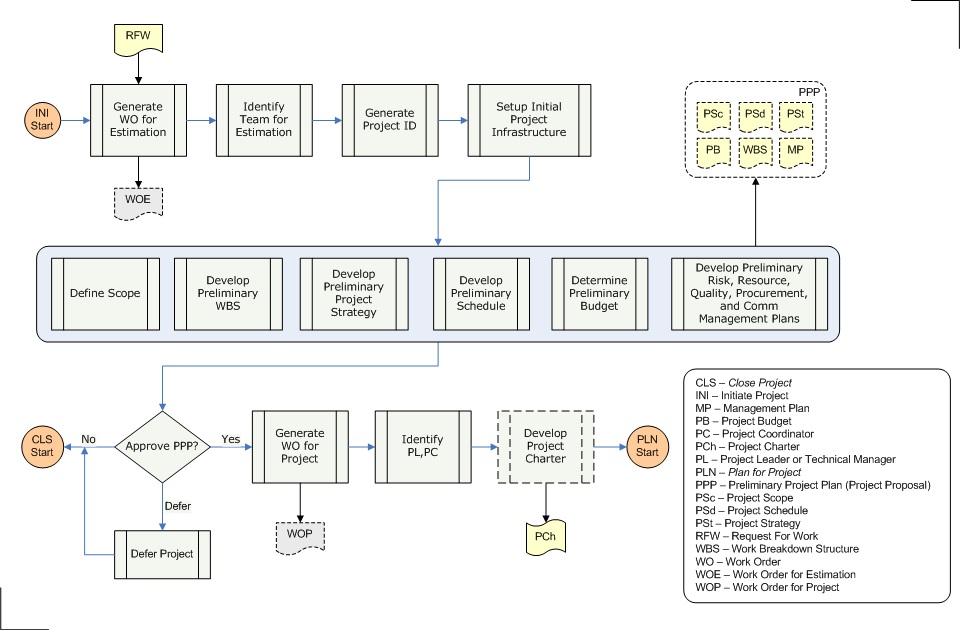 RFW
INI
Start
Generate
WO for
Estimation
Identify
Team for
Estimation
Generate
Project ID
Setup Initial
Project
Infrastructure
PPP
PSc
PSd
PSt
PB
WBS
MP
WOE
Define Scope
Develop
Preliminary
WBS
Develop
Preliminary
Project
Strategy
Develop
Preliminary
Schedule
Determine
Preliminary
Budget
Develop Preliminary
Risk, Resource,
Quality, Procurement,
and Comm
Management Plans
CLS
Start
No
Approve PPP?
Yes
Generate
WO for
Project
Identify
PL,PC
Develop
Project
Charter
PLN
Start
Defer
WOP
PCh
Defer Project
CLS – Close Project
INI – Initiate Project
MP – Management Plan
PB – Project Budget
PC – Project Coordinator
PCh – Project Charter
PL – Project Leader or Technical Manager
PLN – Plan for Project
PPP – Preliminary Project Plan (Project Proposal)
PSc – Project Scope
PSd – Project Schedule
PSt – Project Strategy
RFW – Request For Work
WBS – Work Breakdown Structure
WO – Work Order
WOE – Work Order for Estimation
WOP – Work Order for Project